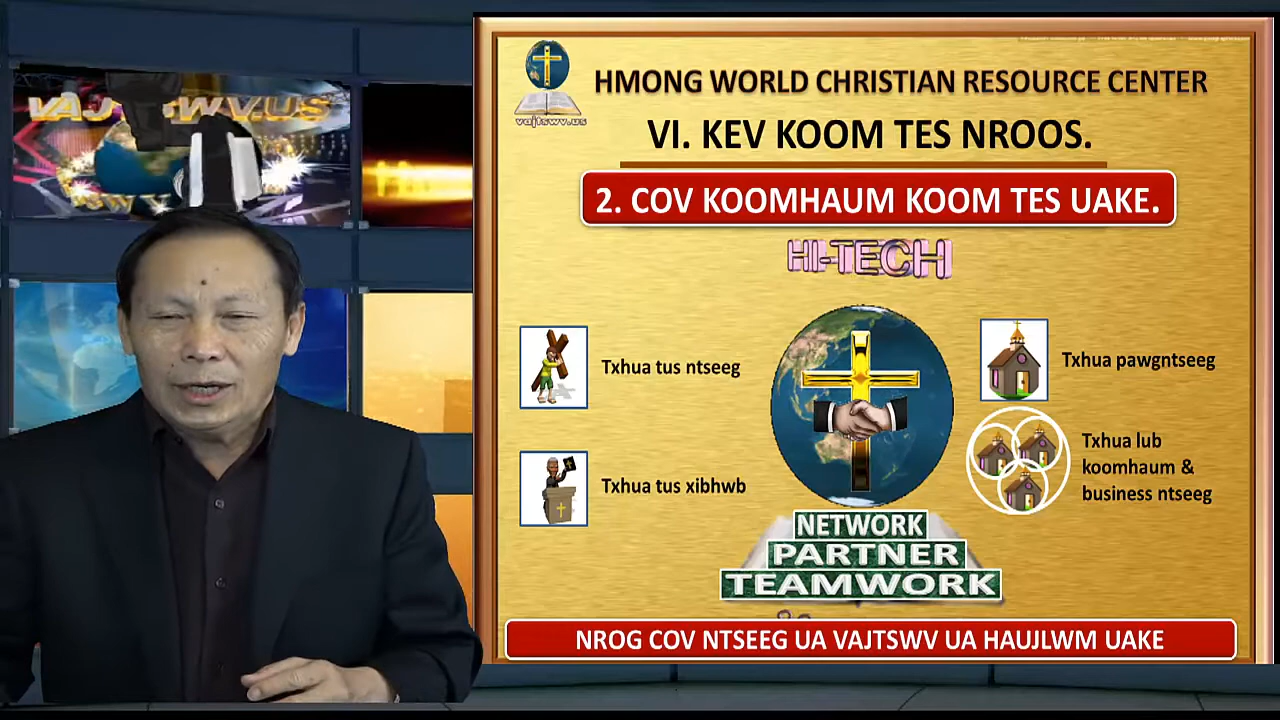 HMONG WORLD CHRISTIAN RESOURCE CENTER
vajtswv.us
VI. KEV KOOM TES NROOS.
2. COV KOOMHAUM KOOM TES UAKE.
HI-TECH
Txhua tus ntseeg
Txhua pawgntseeg
Txhua tus xibhwb
Txhua lub
koomhaum &
business ntseeg
NETWORK
PARTNER
TEAMWORK
NROG COV NTSEEG UA VAJTSWV UA HAUJLWM UAKE